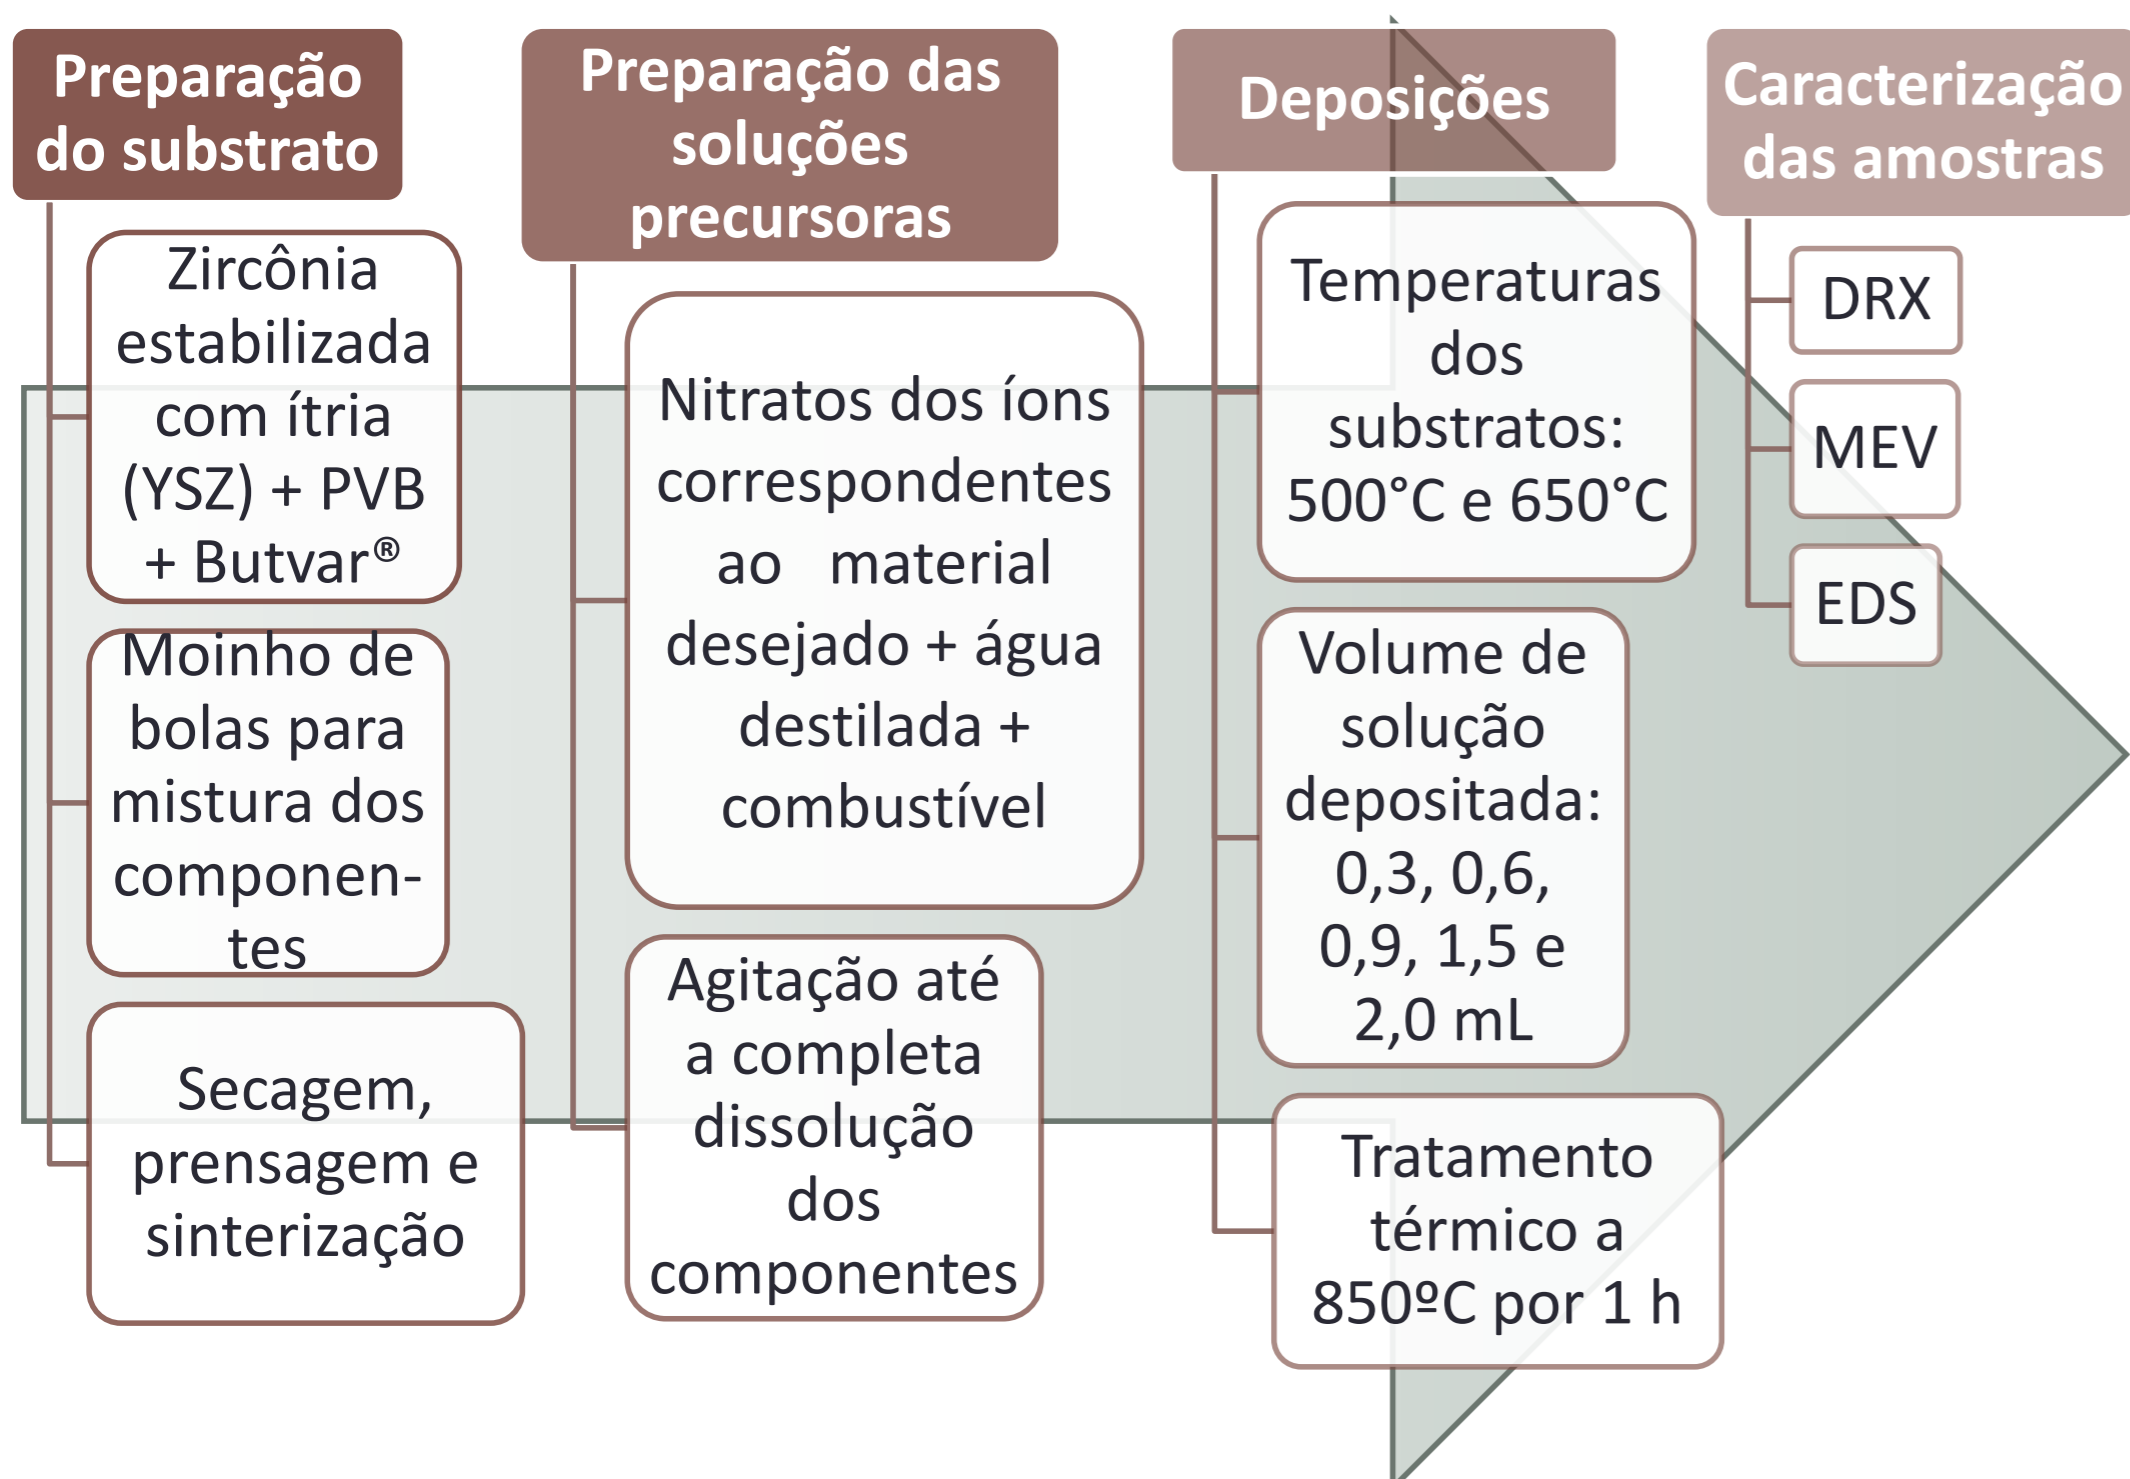 Preparação
do substrato
Zircônia
estabilizada
com ítria
(YSZ) + PVB
+ Butvar®
Moinho de
bolas para
mistura dos
componen-
tes
Secagem,
prensagem e
sinterização
Preparação das
soluções
precursoras
Nitratos dos íons
correspondentes
ao material
desejado + água
destilada +
combustível
Agitação até
a completa
dissolução
dos
componentes
Deposições
Temperaturas
dos
substratos:
500°C e 650°C
Volume de
solução
depositada:
0,3, 0,6,
0,9, 1,5 e
2,0 mL
Tratamento
térmico a
850ºC por 1 h
Caracterização
das amostras
DRX
MEV
EDS